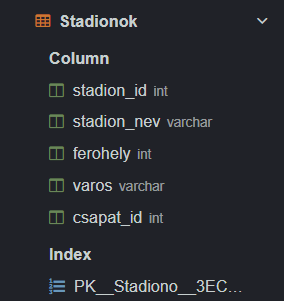 Stadionok
Column
stadion_id int
stadion_nev varchar
ferohely int
varos varchar
csapat_id int
Index
PK__Stadiono__3EC...